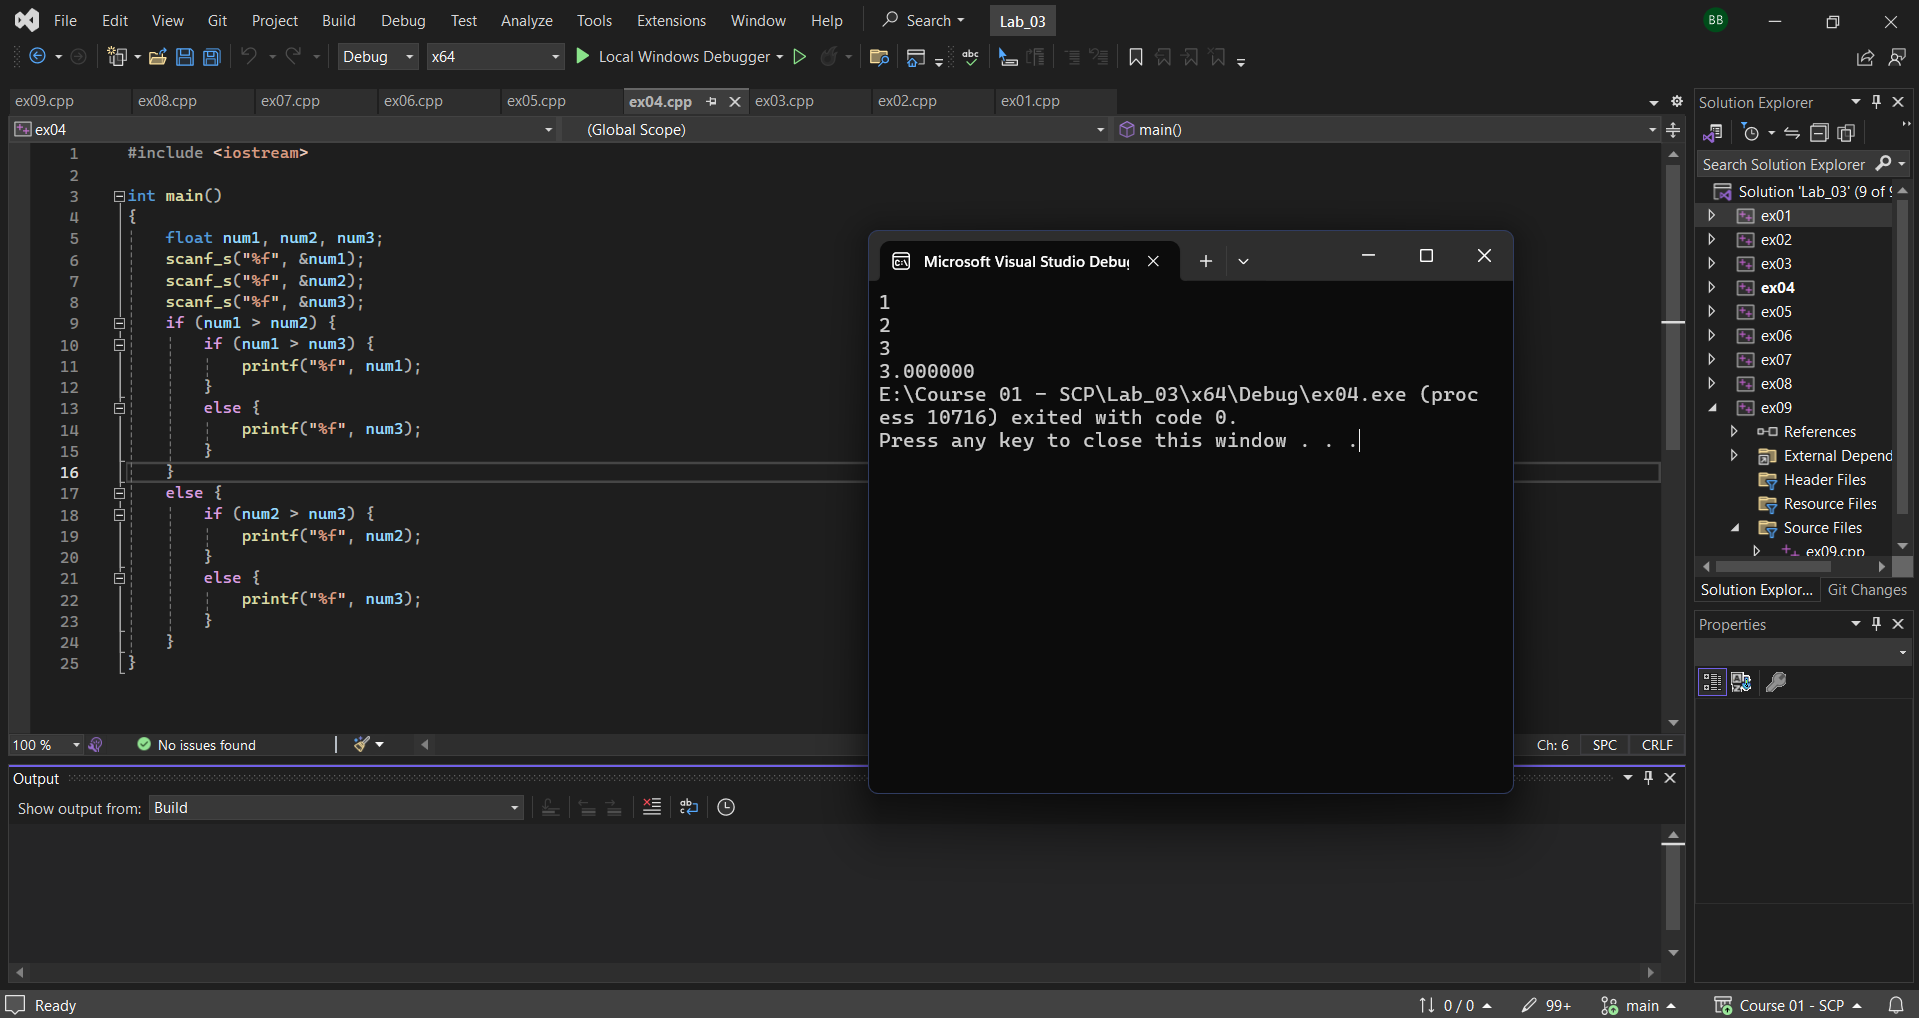 File Edit View Git Project Build Debug Test Analyze Tools Extensions Window Help Search Lab_03 BB
Debug x64 Local Windows Debugger
ex09.cpp ex08.cpp ex07.cpp ex06.cpp ex05.cpp ex04.cpp ex03.cpp ex02.cpp ex01.cpp
ex04 (Global Scope) main()
1 #include <iostream>
2
3 int main()
4 {
5 float num1, num2, num3;
6 scanf_s("%f", &num1);
7 scanf_s("%f", &num2);
8 scanf_s("%f", &num3);
9 if (num1 > num2) {
10 if (num1 > num3) {
11 printf("%f", num1);
12 }
13 else {
14 printf("%f", num3);
15 }
16 }
17 else {
18 if (num2 > num3) {
19 printf("%f", num2);
20 }
21 else {
22 printf("%f", num3);
23 }
24 }
25 }
100 % No issues found Ch: 6 SPC CRLF
Microsoft Visual Studio Debug
1
2
3
3.000000
E:\Course 01 - SCP\Lab_03\x64\Debug\ex04.exe (proc
ess 10716) exited with code 0.
Press any key to close this window . . .
Output
Show output from: Build
Solution Explorer
Search Solution Explorer
Solution 'Lab_03' (9 of 9
ex01
ex02
ex03
ex04
ex05
ex06
ex07
ex08
ex09
References
External Depend
Header Files
Resource Files
Source Files
ex09.cpp
Solution Explor... Git Changes
Properties
Ready 0 / 0 99+ main Course 01 - SCP